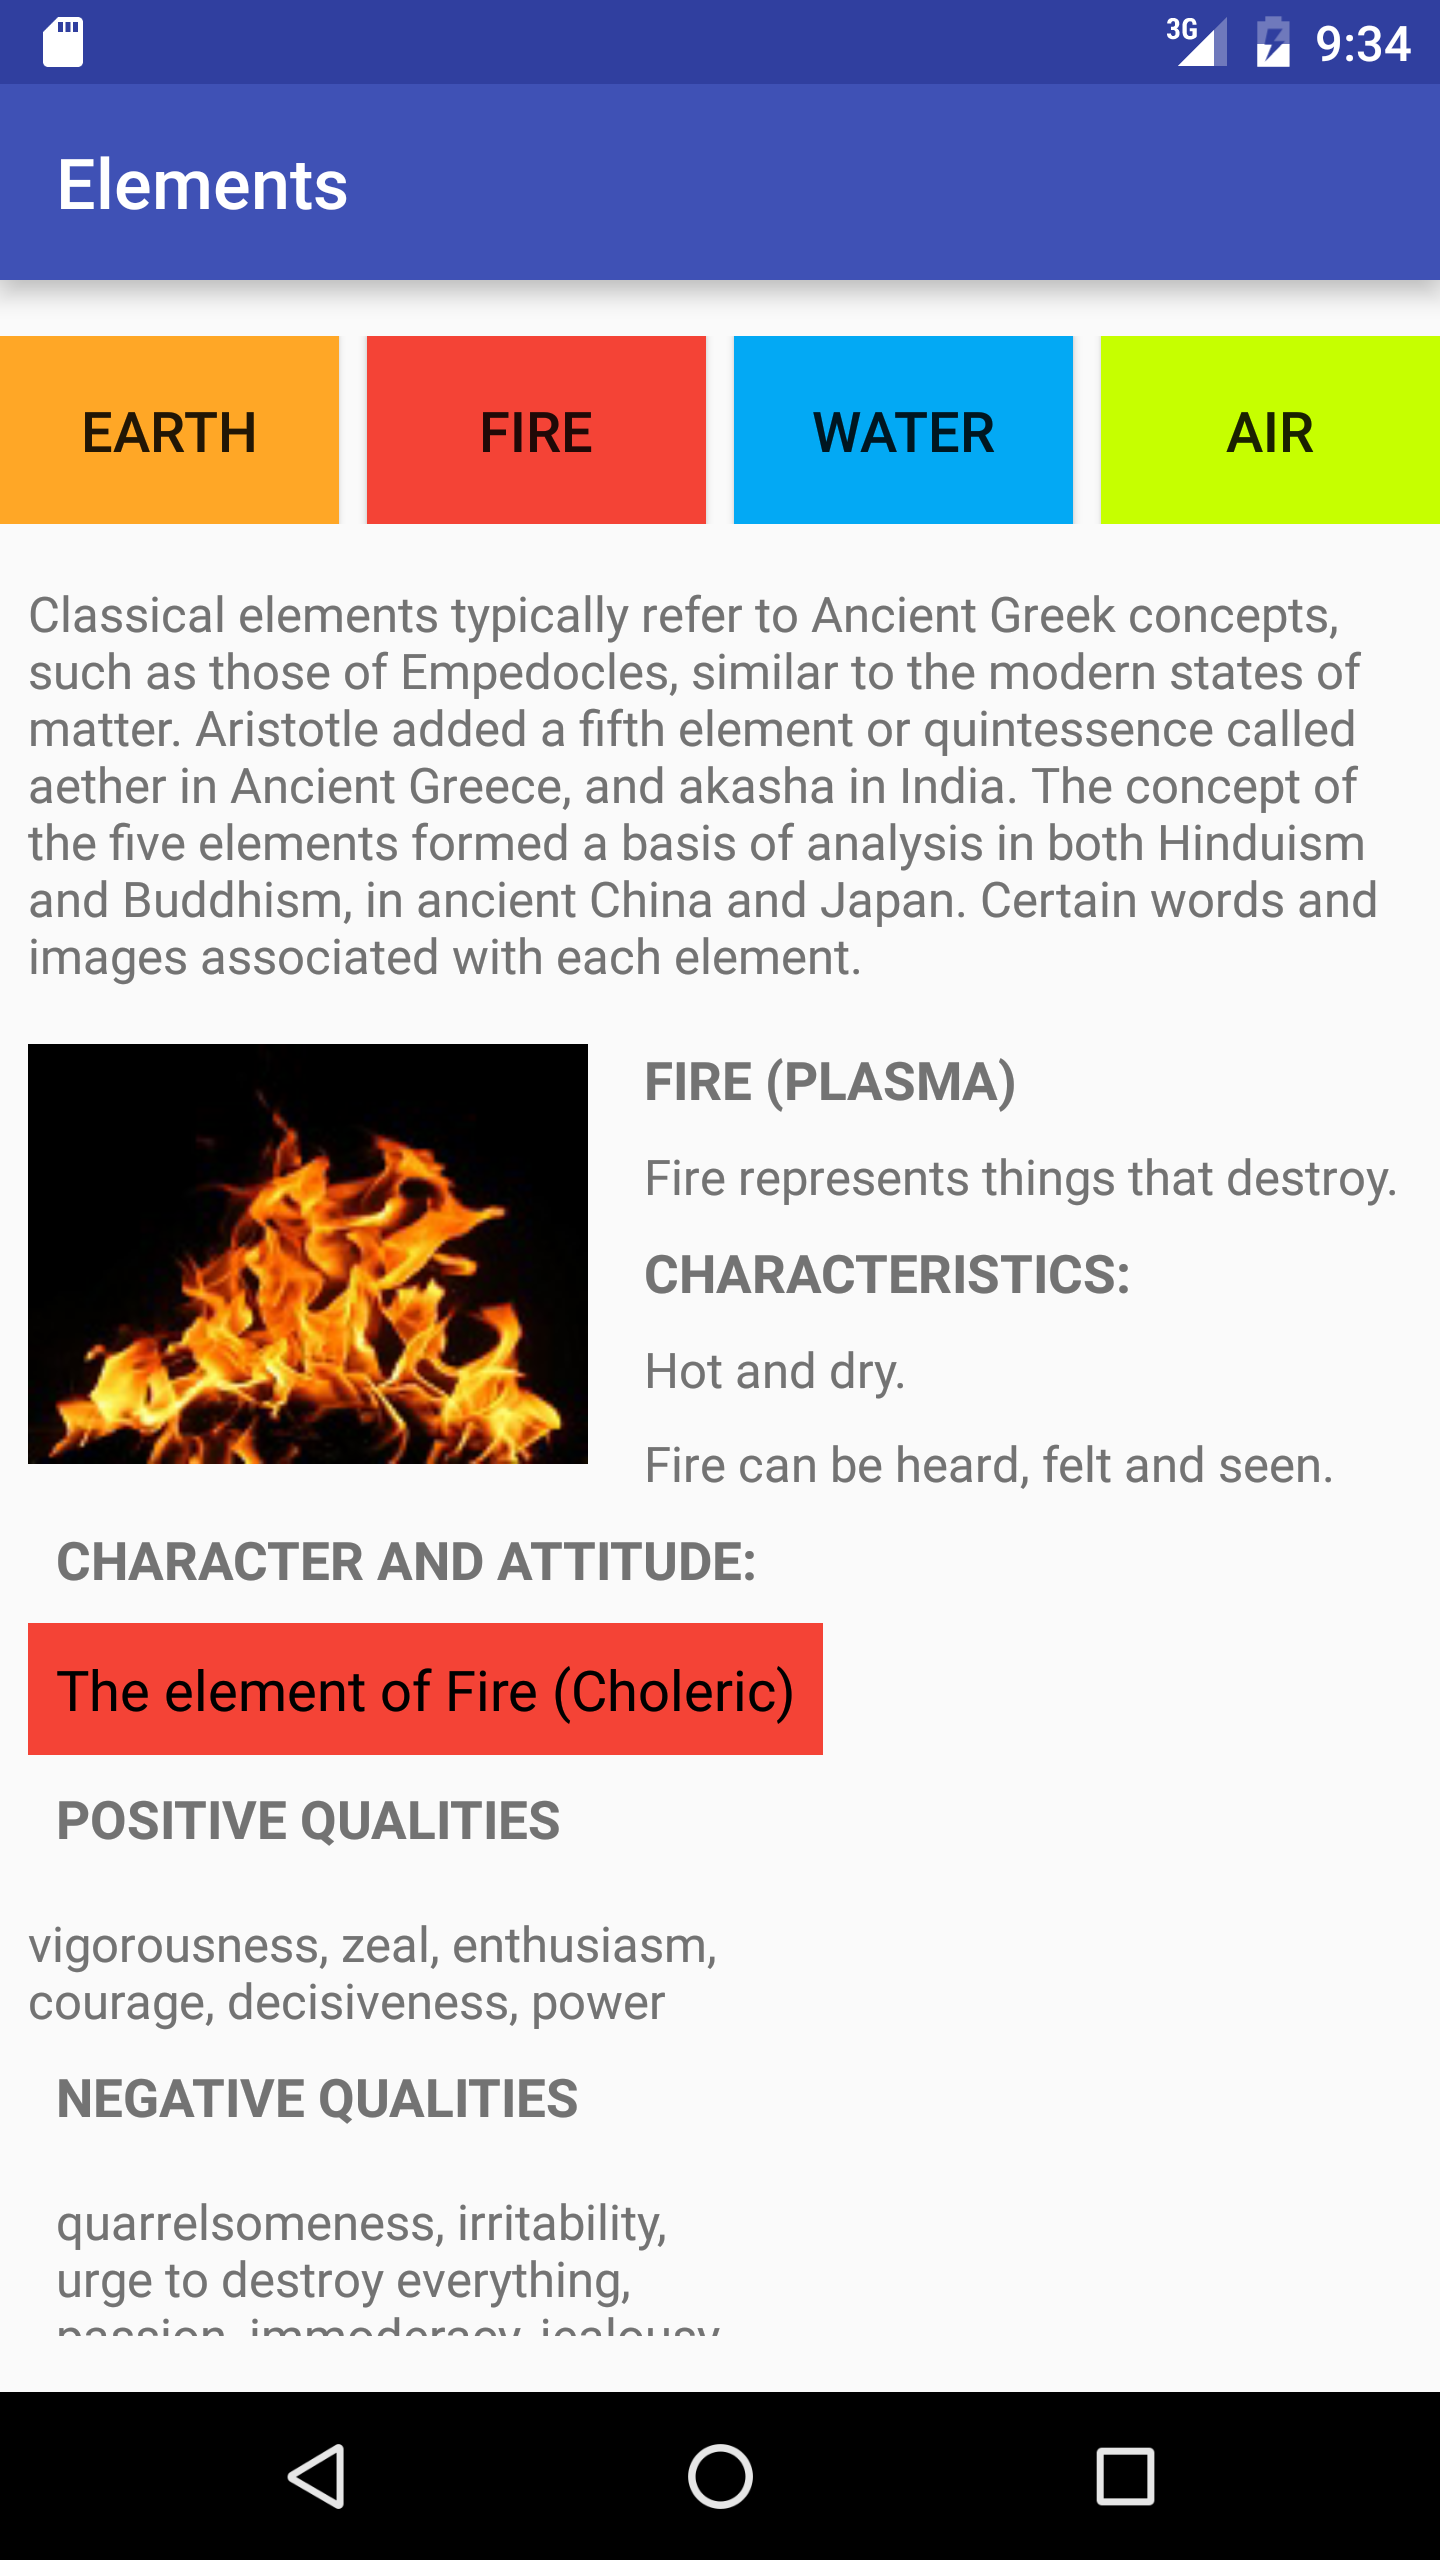 3G 9:34
Elements
EARTH FIRE WATER AIR
Classical elements typically refer to Ancient Greek concepts,
such as those of Empedocles, similar to the modern states of
matter. Aristotle added a fifth element or quintessence called
aether in Ancient Greece, and akasha in India. The concept of
the five elements formed a basis of analysis in both Hinduism
and Buddhism, in ancient China and Japan. Certain words and
images associated with each element.
FIRE (PLASMA)
Fire represents things that destroy.
CHARACTERISTICS:
Hot and dry.
Fire can be heard, felt and seen.
CHARACTER AND ATTITUDE:
The element of Fire (Choleric)
POSITIVE QUALITIES
vigorousness, zeal, enthusiasm,
courage, decisiveness, power
NEGATIVE QUALITIES
quarrelsomeness, irritability,
urge to destroy everything,
passion, immoderacy, jealousy